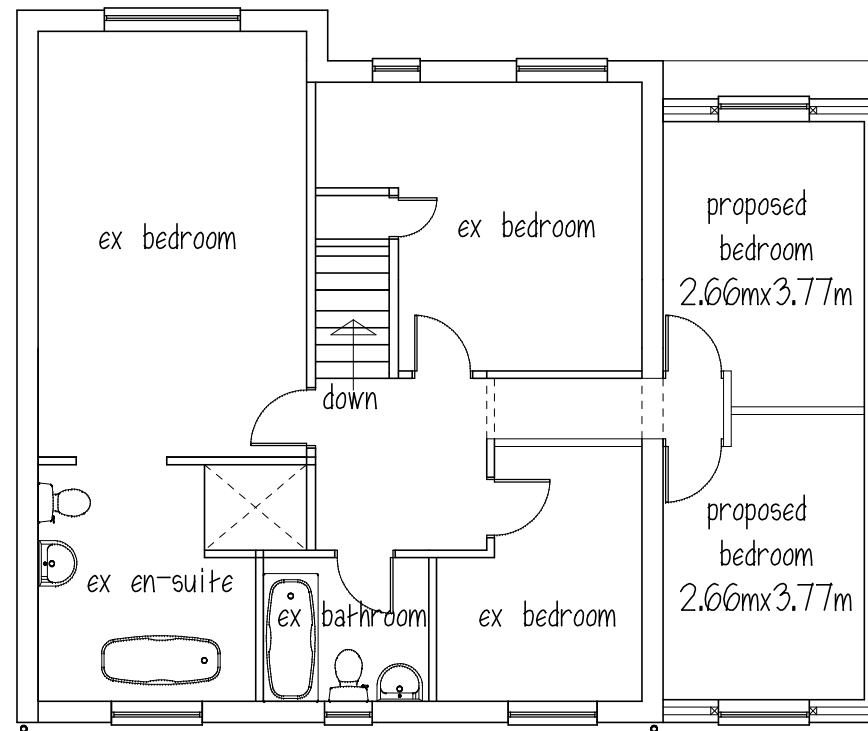 proposed
bedroom
2.66mx3.77m
ex bedroom
ex bedroom
down
proposed
bedroom
2.66mx3.77m
ex en-suite
ex bathroom
ex bedroom